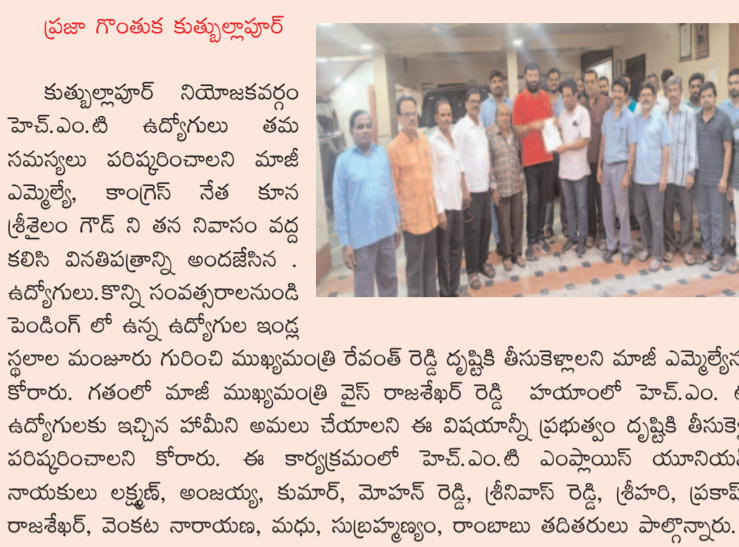 ప్రజా గొంతుక కుత్బుల్లాపూర్
కుత్బుల్లాపూర్ నియోజకవర్గం
హెచ్.ఎం.టి ఉద్యోగులు తమ
సమస్యలు పరిష్కరించాలని మాజీ
ఎమ్మెల్యే, కాంగ్రెస్ నేత కూన
శ్రీశైలం గౌడ్ ని తన నివాసం వద్ద
కలిసి వినతిపత్రాన్ని అందజేసిన .
ఉద్యోగులు.కొన్ని సంవత్సరాలనుండి
పెండింగ్ లో ఉన్న ఉద్యోగుల ఇండ్ల
స్థలాల మంజూరు గురించి ముఖ్యమంత్రి రేవంత్ రెడ్డి దృష్టికి తీసుకెళ్లాలని మాజీ
కోరారు. గతంలో మాజీ ముఖ్యమంత్రి వైస్ రాజశేఖర్ రెడ్డి హయాంలో హెచ్.ఎం.
ఉద్యోగులకు ఇచ్చిన హామీని అమలు చేయాలని ఈ విషయాన్నీ ప్రభుత్వం దృష్టికి
పరిష్కరించాలని కోరారు. ఈ కార్యక్రమంలో హెచ్.ఎం.టి ఎంప్లాయిస్
నాయకులు లక్ష్మణ్, అంజయ్య, కుమార్, మోహన్ రెడ్డి, శ్రీనివాస్ రెడ్డి, శ్రీహరి,
రాజశేఖర్, వెంకట నారాయణ, మధు, సుబ్రహ్మణ్యం, రాంబాబు తదితరులు పాల్గొన్నారు.